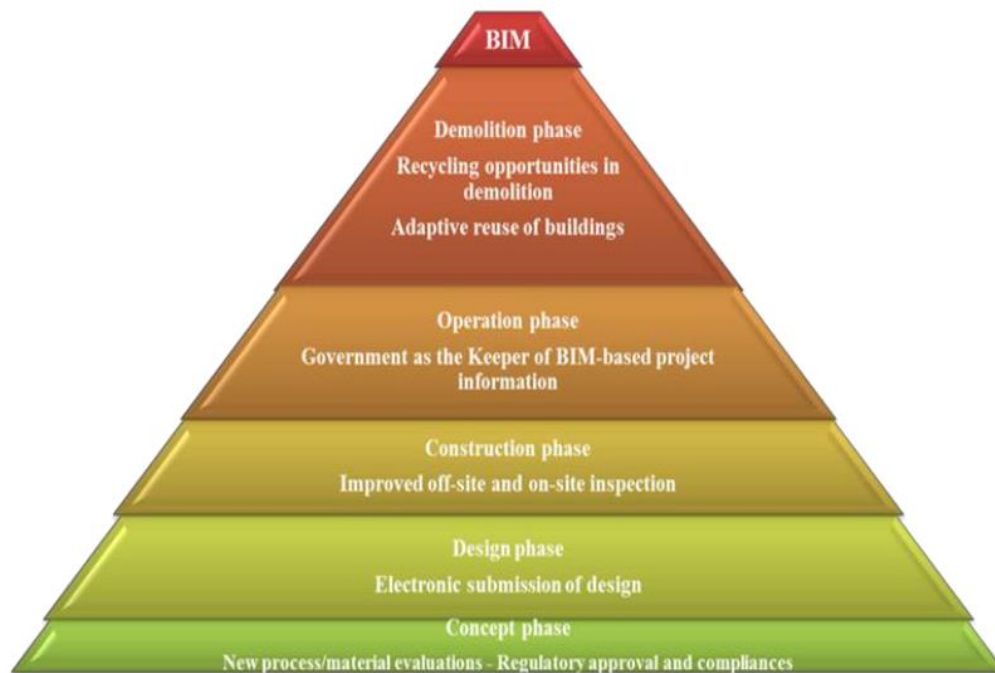 BIM
Demolition phase
Recycling opportunities in
demolition
Adaptive reuse of buildings
Operation phase
Government as the Keeper of BIM-based project
information
Construction phase
Improved off-site and on-site inspection
Design phase
Electronic submission of design
Concept phase
New process/material evaluations - Regulatory approval and compliances